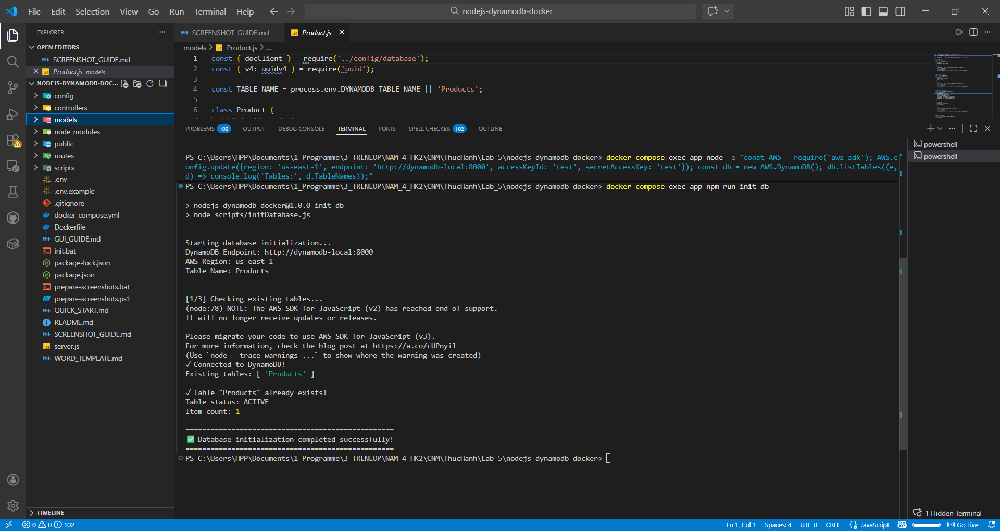 File Edit Selection View Go Run Terminal Help
nodejs-dynamodb-docker
EXPLORER
OPEN EDITORS
SCREENSHOT_GUIDE.md
Product.js models
NODEJS-DYNAMODB-DOC...
config
controllers
models
node_modules
public
routes
scripts
.env
.env.example
.gitignore
docker-compose.yml
Dockerfile
GUI_GUIDE.md
init.bat
package-lock.json
package.json
prepare-screenshots.bat
prepare-screenshots.ps1
QUICK_START.md
README.md
SCREENSHOT_GUIDE.md
server.js
WORD_TEMPLATE.md
TIMELINE
SCREENSHOT_GUIDE.md
Product.js
models > Product.js > ...
1 const { docClient } = require('../config/database');
2 const { v4: uuidv4 } = require('uuid');
3
4 const TABLE_NAME = process.env.DYNAMODB_TABLE_NAME || 'Products';
5
6 class Product {
PROBLEMS 102 OUTPUT DEBUG CONSOLE TERMINAL PORTS SPELL CHECKER 102 OUTLINE
PS C:\Users\HPP\Documents\1_Programme\3_TRENLOP\NAM_4_HK2\CNM\ThucHanh\Lab_5\nodejs-dynamodb-docker> docker-compose exec app node -e "const AWS = require('aws-sdk'); AWS.c
onfig.update({region: 'us-east-1', endpoint: 'http://dynamodb-local:8000', accessKeyId: 'test', secretAccessKey: 'test'}); const db = new AWS.DynamoDB(); db.listTables((e,
d) => console.log('Tables:', d.TableNames));"
PS C:\Users\HPP\Documents\1_Programme\3_TRENLOP\NAM_4_HK2\CNM\ThucHanh\Lab_5\nodejs-dynamodb-docker> docker-compose exec app npm run init-db
> nodejs-dynamodb-docker@1.0.0 init-db
> node scripts/initDatabase.js
==================================================
Starting database initialization...
DynamoDB Endpoint: http://dynamodb-local:8000
AWS Region: us-east-1
Table Name: Products
==================================================
[1/3] Checking existing tables...
(node:78) NOTE: The AWS SDK for JavaScript (v2) has reached end-of-support.
It will no longer receive updates or releases.
Please migrate your code to use AWS SDK for JavaScript (v3).
For more information, check the blog post at https://a.co/cUPnyil
(Use `node --trace-warnings ...` to show where the warning was created)
✓ Connected to DynamoDB!
Existing tables: [ 'Products' ]
✓ Table "Products" already exists!
Table status: ACTIVE
Item count: 1
==================================================
✅ Database initialization completed successfully!
==================================================
PS C:\Users\HPP\Documents\1_Programme\3_TRENLOP\NAM_4_HK2\CNM\ThucHanh\Lab_5\nodejs-dynamodb-docker>
powershell
powershell
1 Hidden Terminal
0 0 102
Ln 1, Col 1 Spaces: 4 UTF-8 CRLF {} JavaScript Go Live